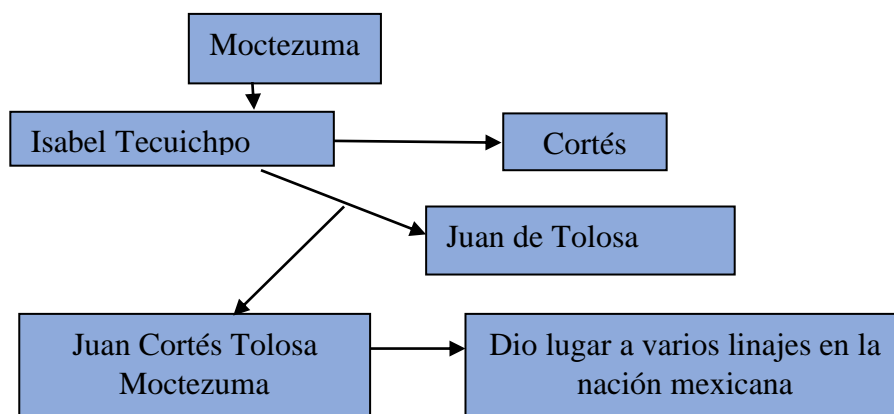 Moctezuma
Isabel Tecuichpo
Cortés
Juan de Tolosa
Juan Cortés Tolosa
Moctezuma
Dio lugar a varios linajes en la
nación mexicana